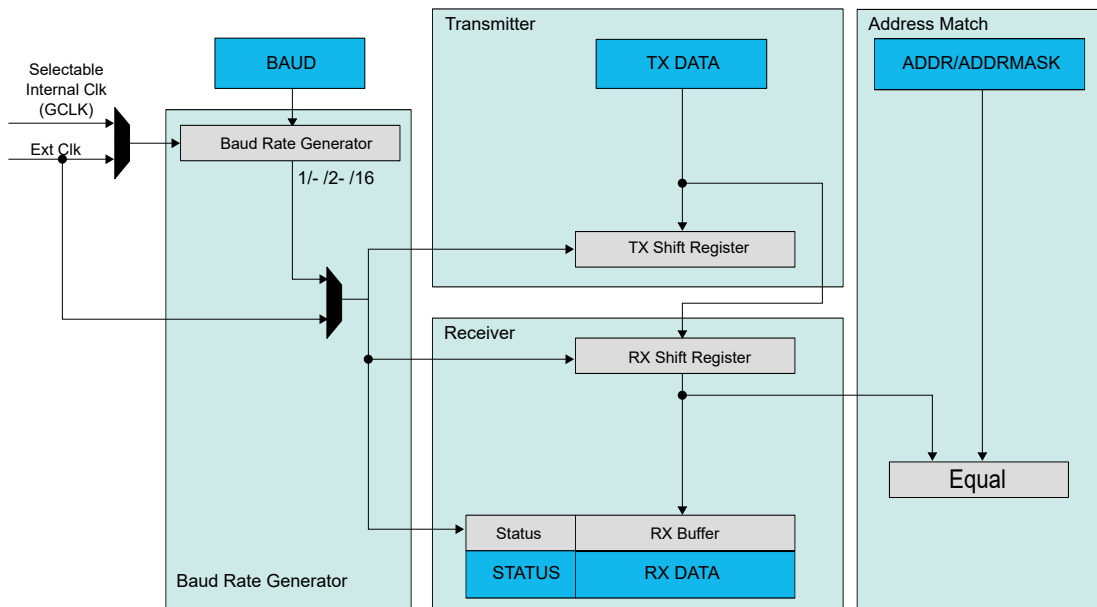 Transmitter
Address Match
BAUD
TX DATA
ADDR/ADDRMASK
Selectable
Internal Clk
(GCLK)
Ext Clk
Baud Rate Generator
1/- /2- /16
TX Shift Register
Receiver
RX Shift Register
Equal
Status
RX Buffer
STATUS
RX DATA
Baud Rate Generator